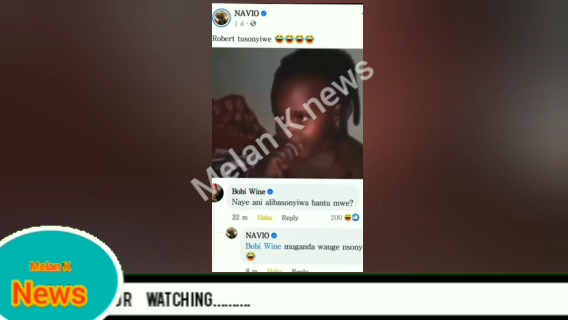 NAVIO
1 d
Robert tusonyiwe 😂😂😂😂
Melan K news
Bobi Wine
Naye ani alibasonyiwa bantu mwe?
32 m Haha Reply 200
NAVIO
Bobi Wine muganda wange nsony
😂
8 m Haha Reply
Melan X
News
OR WATCHING..........